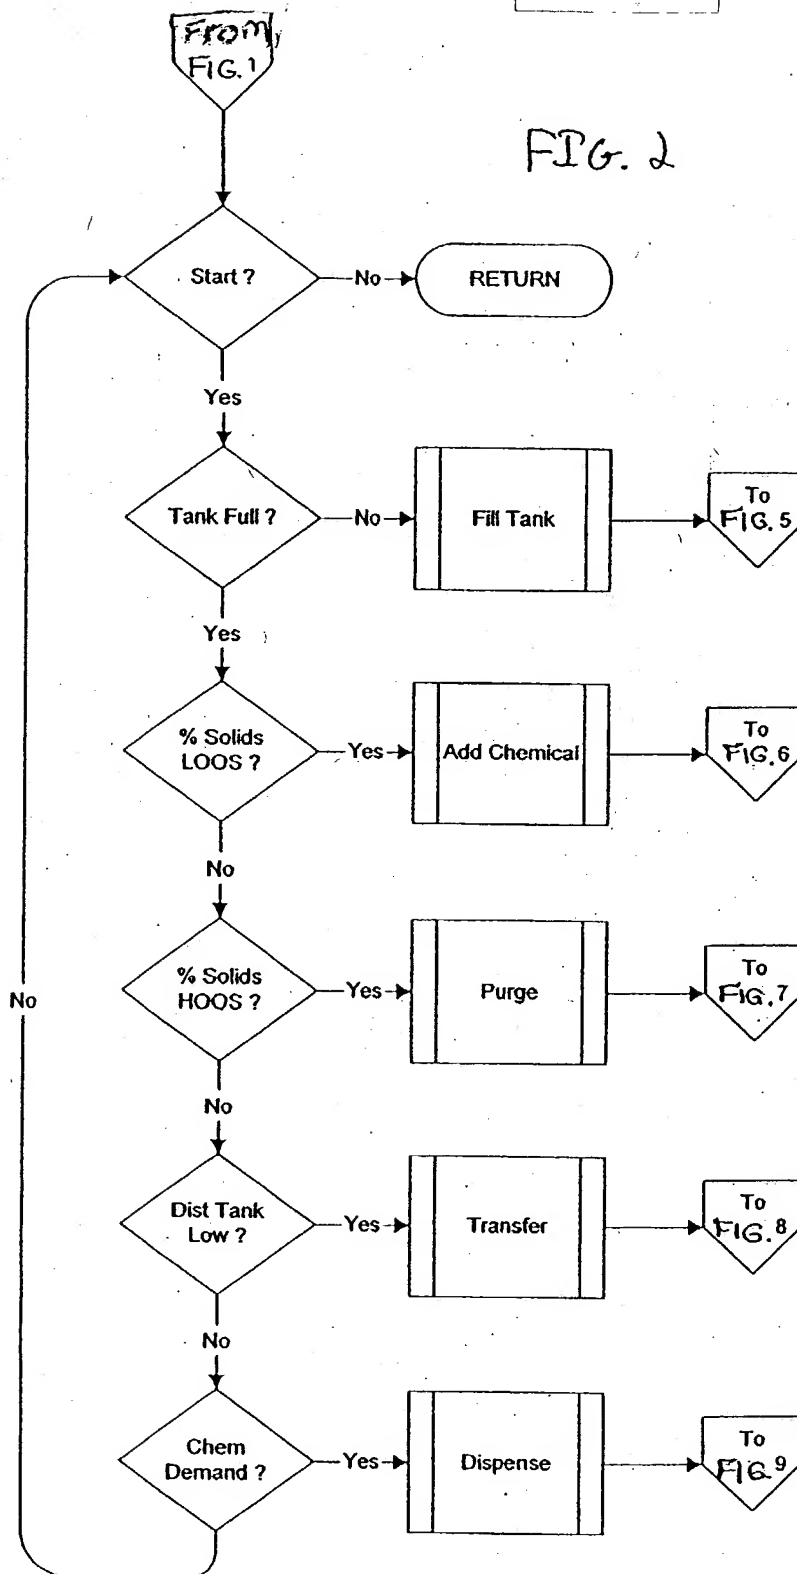 From
FIG. 1
FIG. 2
Start ?
No
RETURN
Yes
Tank Full ?
No
Fill Tank
To
FIG. 5
Yes
% Solids
LOOS ?
Yes
Add Chemical
To
FIG. 6
No
% Solids
HOOS ?
Yes
Purge
To
FIG. 7
No
No
Dist Tank
Low ?
Yes
Transfer
To
FIG. 8
No
Chem
Demand ?
Yes
Dispense
To
FIG. 9